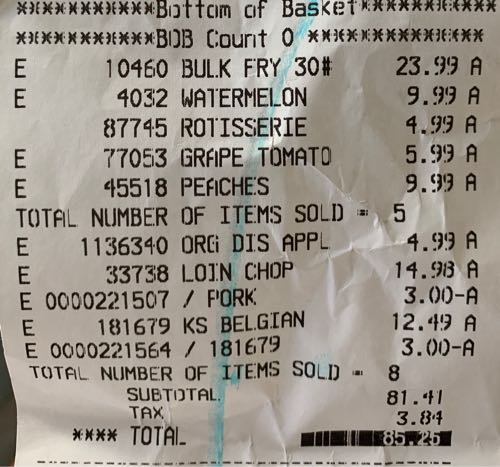 ***************Bottom of Basket***************
***************BOB Count 0 ******************
E 10460 BULK FRY 30# 23.99 A
E 4032 WATERMELON 9.99 A
87745 ROTISSERIE 4.99 A
E 77053 GRAPE TOMATO 5.99 A
E 45518 PEACHES 9.99 A
TOTAL NUMBER OF ITEMS SOLD = 5
E 1136340 ORG DIS APPL 4.99 A
E 33738 LOIN CHOP 14.98 A
E 0000221507 / PORK 3.00-A
E 181679 KS BELGIAN 12.49 A
E 0000221564 / 181679 3.00-A
TOTAL NUMBER OF ITEMS SOLD = 8
SUBTOTAL 81.41
TAX 3.84
**** TOTAL 85.25